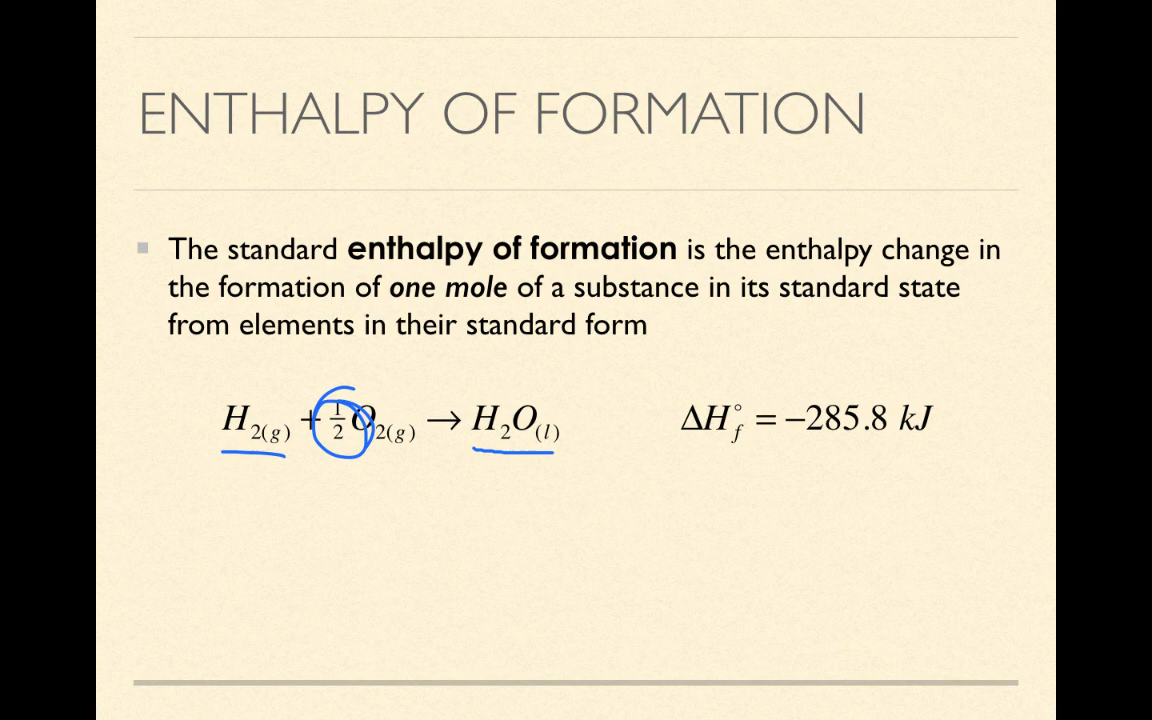 ENTHALPY OF FORMATION
The standard enthalpy of formation is the enthalpy change in
the formation of one mole of a substance in its standard state
from elements in their standard form
H₂(g) + ½O₂(g) → H₂O(l) ΔH°f = −285.8 kJ